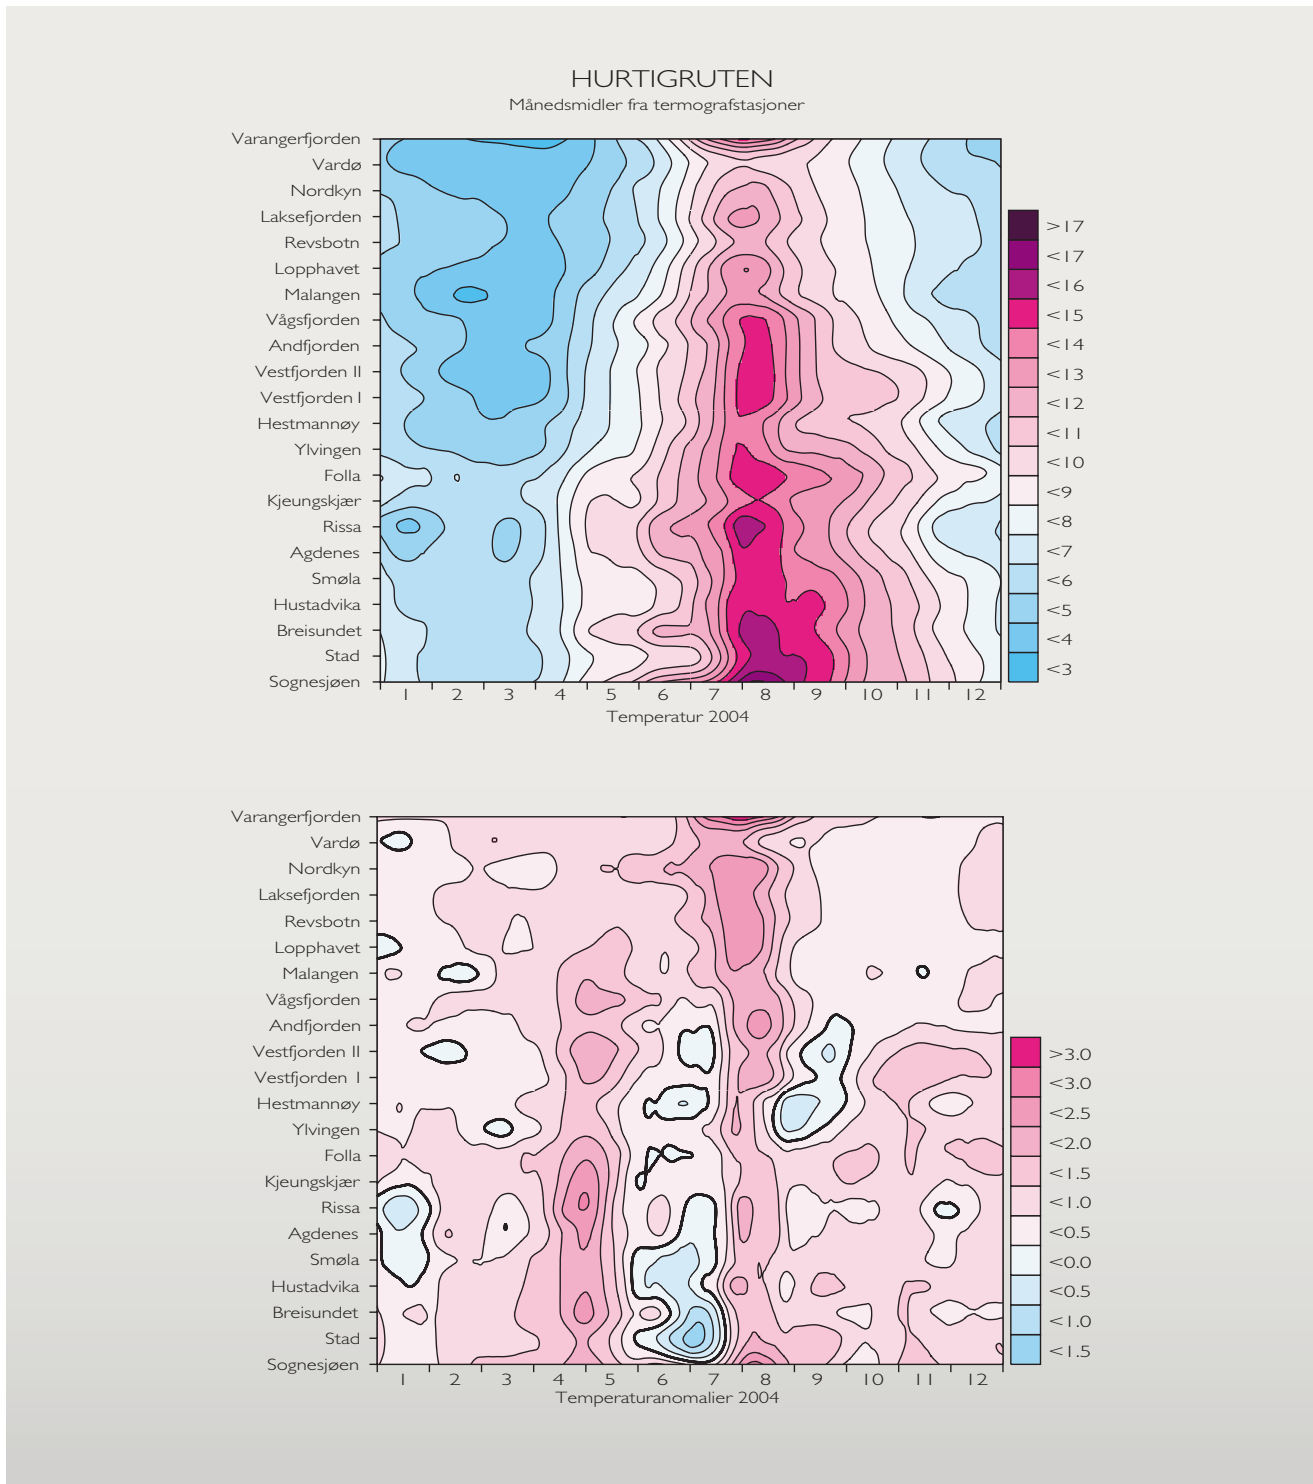 HURTIGRUTEN
Månedsmidler fra termografstasjoner
Varangerfjorden
Vardø
Nordkyn
Laksefjorden
Revsbotn
Lopphavet
Malangen
Vågsfjorden
Andfjorden
Vestfjorden II
Vestfjorden I
Hestmannøy
Ylvingen
Folla
Kjeungskjær
Rissa
Agdenes
Smøla
Hustadvika
Breisundet
Stad
Sognesjøen
>17
<17
<16
<15
<14
<13
<12
<11
<10
<9
<8
<7
<6
<5
<4
<3
1 2 3 4 5 6 7 8 9 10 11 12
Temperatur 2004
Varangerfjorden
Vardø
Nordkyn
Laksefjorden
Revsbotn
Lopphavet
Malangen
Vågsfjorden
Andfjorden
Vestfjorden II
Vestfjorden I
Hestmannøy
Ylvingen
Folla
Kjeungskjær
Rissa
Agdenes
Smøla
Hustadvika
Breisundet
Stad
Sognesjøen
>3.0
<3.0
<2.5
<2.0
<1.5
<1.0
<0.5
<0.0
<0.5
<1.0
<1.5
1 2 3 4 5 6 7 8 9 10 11 12
Temperaturanomalier 2004